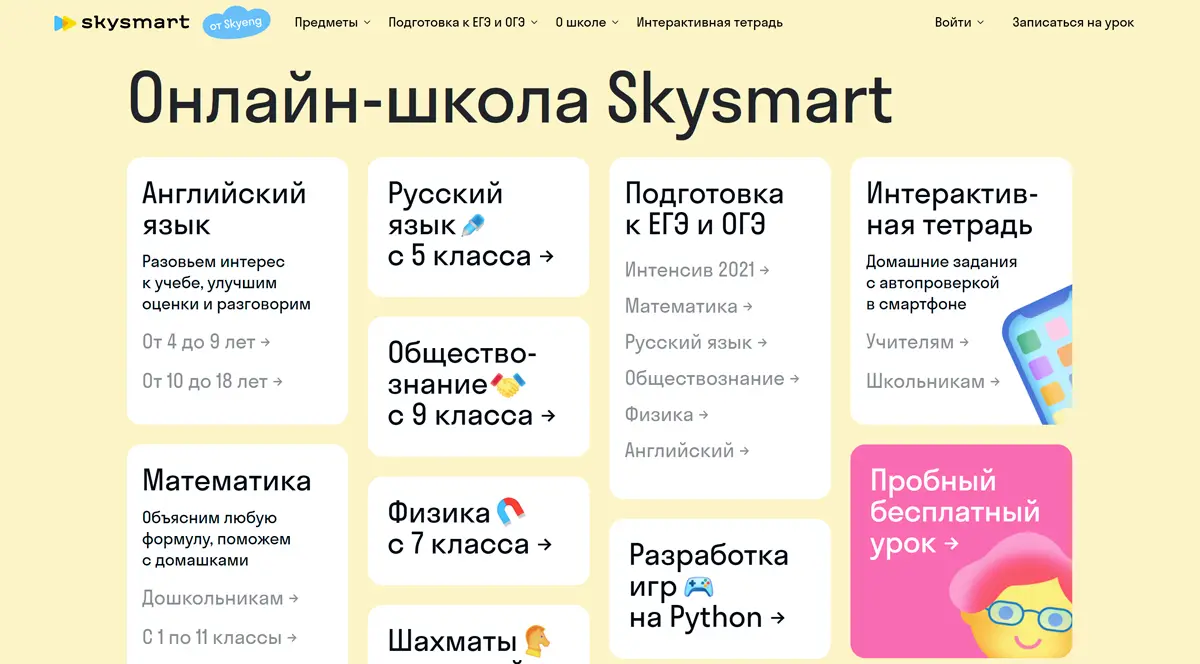 skysmart
от Skyeng
Предметы
Подготовка к ЕГЭ и ОГЭ
О школе
Интерактивная тетрадь
Войти
Записаться на урок
Онлайн-школа Skysmart
Английский
язык
Разовьем интерес
к учебе, улучшим
оценки и разговорим
От 4 до 9 лет →
От 10 до 18 лет →
Математика
Объясним любую
формулу, поможем
с домашками
Дошкольникам →
С 1 по 11 классы →
Русский
язык
с 5 класса →
Общество-
знание
с 9 класса →
Физика
с 7 класса →
Шахматы
Подготовка
к ЕГЭ и ОГЭ
Интенсив 2021 →
Математика →
Русский язык →
Обществознание →
Физика →
Английский →
Разработка
игр
на Python →
Интерактив-
ная тетрадь
Домашние задания
с автопроверкой
в смартфоне
Учителям →
Школьникам →
Пробный
бесплатный
урок →